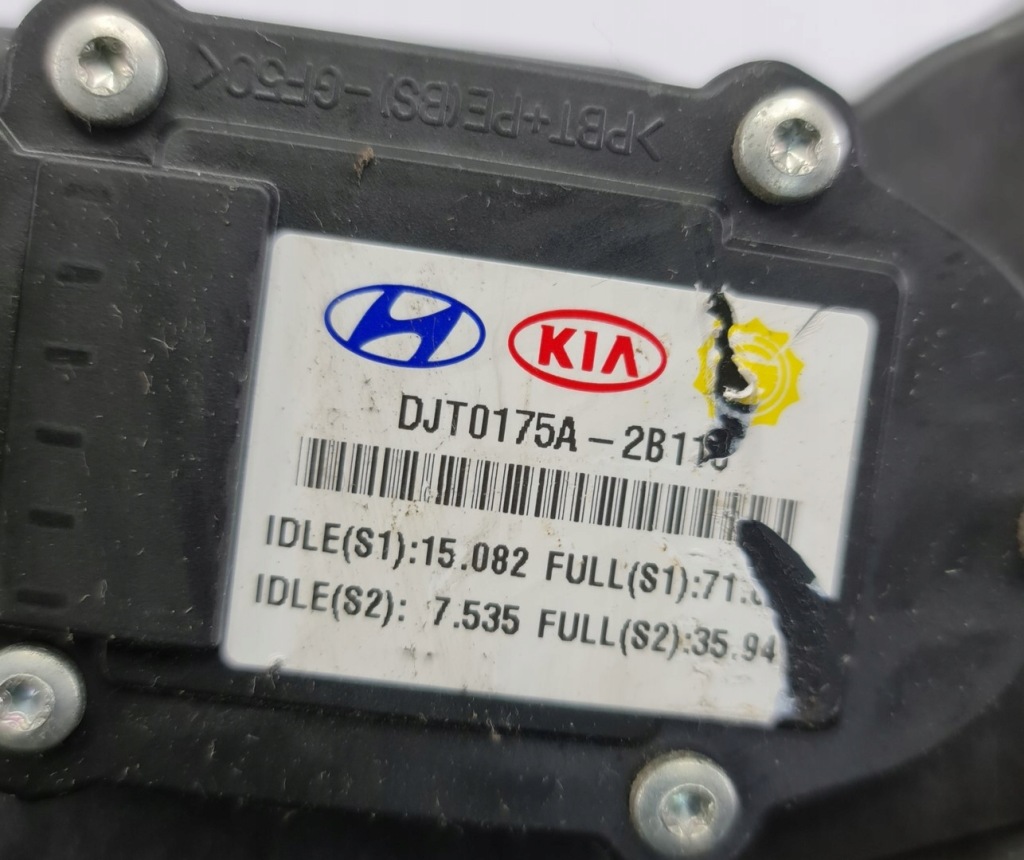 >PBT+PE(BS)-GF50<
KIA
DJT0175A-2B11
IDLE(S1):15.082 FULL(S1):71.
IDLE(S2): 7.535 FULL(S2):35.94